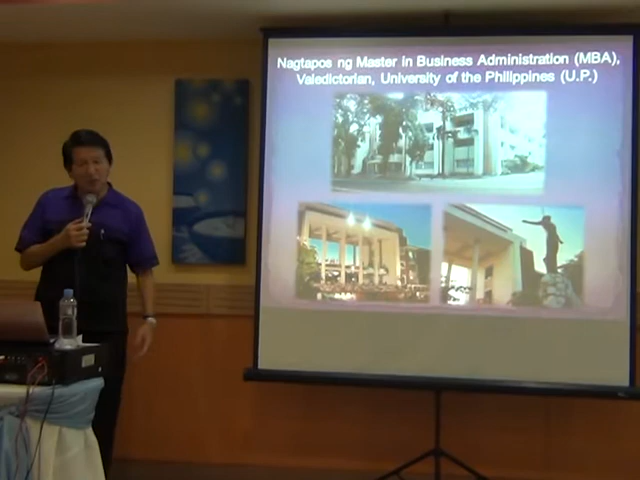 Nagtapos ng Master in Business Administration (MBA),
Valedictorian, University of the Philippines (U.P.)